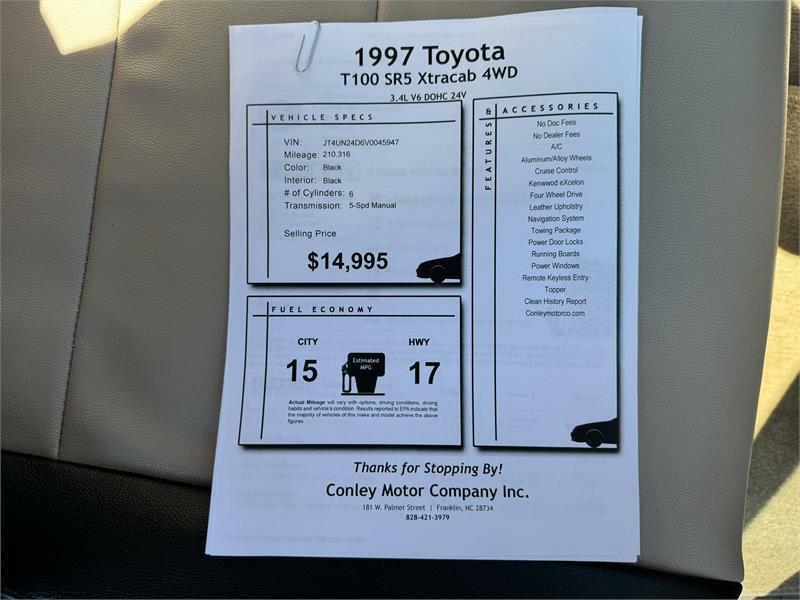 1997 Toyota
T100 SR5 Xtracab 4WD
3.4L V6 DOHC 24V
VEHICLE SPECS
VIN: JT4UN24D6V0045947
Mileage: 210,316
Color: Black
Interior: Black
# of Cylinders: 6
Transmission: 5-Spd Manual
Selling Price
$14,995
FUEL ECONOMY
CITY
15
Estimated
MPG
HWY
17
Actual Mileage will vary with options, driving conditions, driving
habits and vehicle's condition. Results reported to EPA indicate that
the majority of vehicles of this make and model achieve the above
figures.
FEATURES & ACCESSORIES
No Doc Fees
No Dealer Fees
A/C
Aluminum/Alloy Wheels
Cruise Control
Kenwwod eXcelon
Four Wheel Drive
Leather Upholstry
Navigation System
Towing Package
Power Door Locks
Running Boards
Power Windows
Remote Keyless Entry
Topper
Clean History Report
Conleymotorco.com
Thanks for Stopping By!
Conley Motor Company Inc.
181 W. Palmer Street | Franklin, NC 28734
828-421-3979